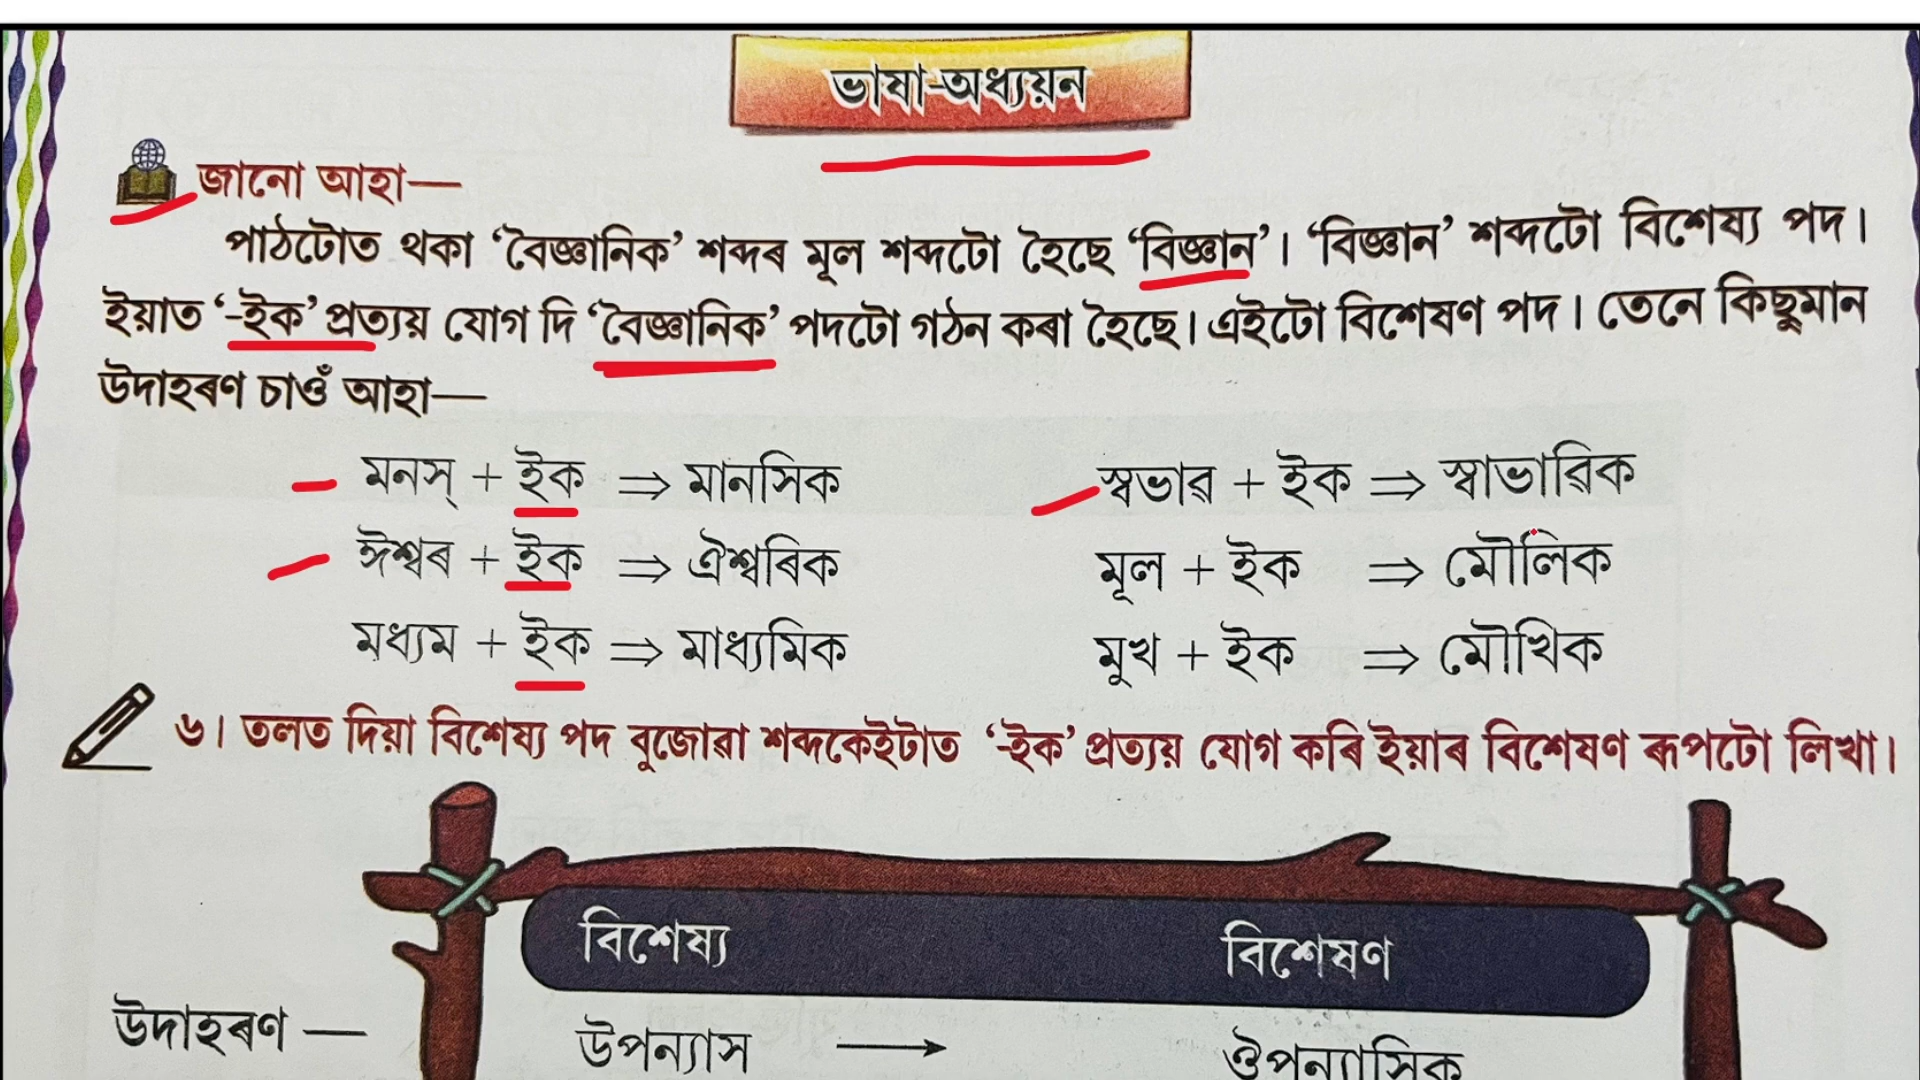 ভাষা-অধ্যয়ন
জানো আহা—
পাঠটোত থকা ‘বৈজ্ঞানিক’ শব্দৰ মূল শব্দটো হৈছে ‘বিজ্ঞান’। ‘বিজ্ঞান’ শব্দটো বিশেষ্য পদ।
ইয়াত ‘-ইক’ প্ৰত্যয় যোগ দি ‘বৈজ্ঞানিক’ পদটো গঠন কৰা হৈছে। এইটো বিশেষণ পদ। তেনে কিছুমান
উদাহৰণ চাওঁ আহা—
মনস্ + ইক ⇒ মানসিক স্বভাৱ + ইক ⇒ স্বাভাৱিক
ঈশ্বৰ + ইক ⇒ ঐশ্বৰিক মূল + ইক ⇒ মৌলিক
মধ্যম + ইক ⇒ মাধ্যমিক মুখ + ইক ⇒ মৌখিক
৬। তলত দিয়া বিশেষ্য পদ বুজোৱা শব্দকেইটাত ‘-ইক’ প্ৰত্যয় যোগ কৰি ইয়াৰ বিশেষণ ৰূপটো লিখা।
বিশেষ্য বিশেষণ
উদাহৰণ — উপন্যাস → ঔপন্যাসিক